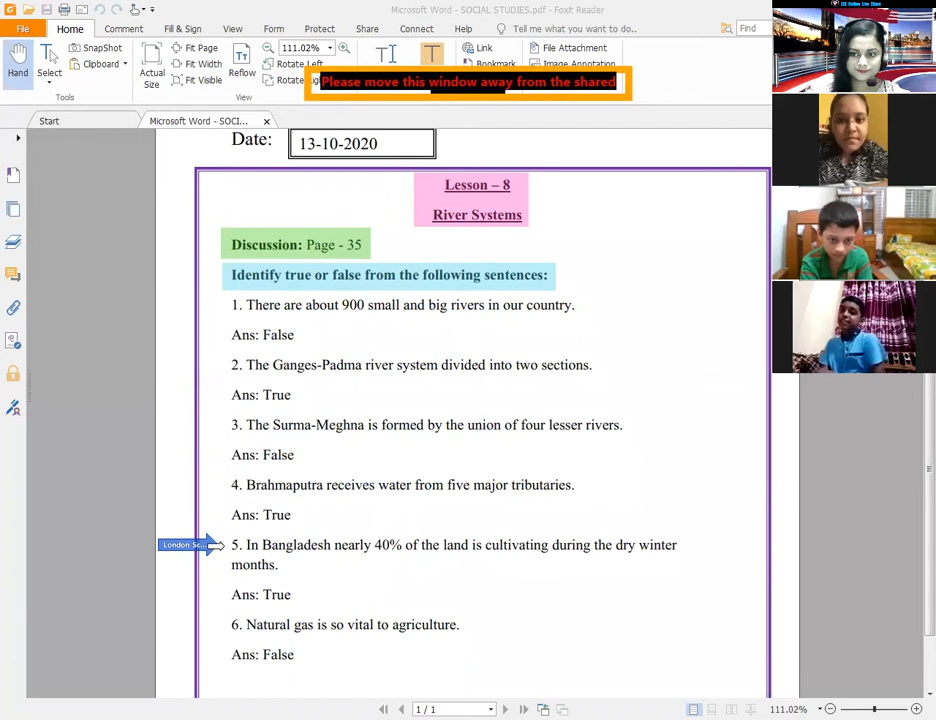 Microsoft Word - SOCIAL STUDIES.pdf - Foxit Reader
File Home Comment Fill & Sign View Form Protect Share Connect Help Tell me what you want to do... Find
Hand
Select
SnapShot
Clipboard
Actual Size
Fit Page
Fit Width
Fit Visible
Reflow
111.02%
Rotate Left
Link
Bookmark
File Attachment
Please move this window away from the shared
Tools
View
Start
Microsoft Word - SOCI...
Date: 13-10-2020
Lesson – 8
River Systems
Discussion: Page - 35
Identify true or false from the following sentences:
1. There are about 900 small and big rivers in our country.
Ans: False
2. The Ganges-Padma river system divided into two sections.
Ans: True
3. The Surma-Meghna is formed by the union of four lesser rivers.
Ans: False
4. Brahmaputra receives water from five major tributaries.
Ans: True
London Sc...
5. In Bangladesh nearly 40% of the land is cultivating during the dry winter
months.
Ans: True
6. Natural gas is so vital to agriculture.
Ans: False
1 / 1
111.02%